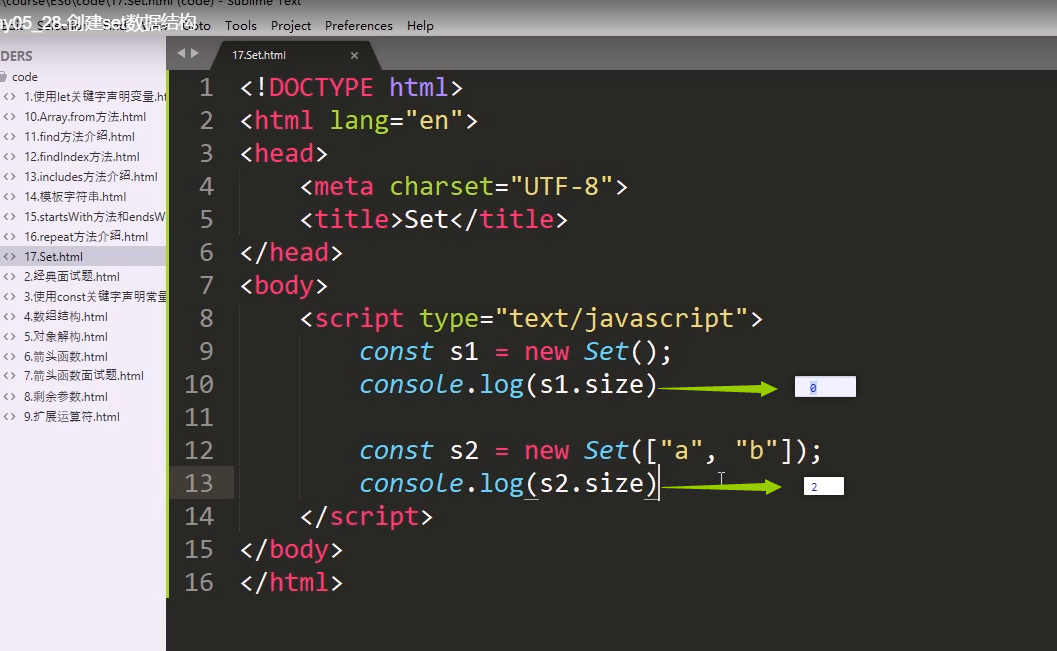 \course\ES6\code\17.Set.html (code) - Sublime Text
y05_28-创建set数据结构
Goto Tools Project Preferences Help
DERS
17.Set.html ×
code
1.使用let关键字声明变量.ht
10.Array.from方法.html
11.find方法介绍.html
12.findIndex方法.html
13.includes方法介绍.html
14.模板字符串.html
15.startsWith方法和endsW
16.repeat方法介绍.html
17.Set.html
2.经典面试题.html
3.使用const关键字声明常量
4.数组结构.html
5.对象解构.html
6.箭头函数.html
7.箭头函数面试题.html
8.剩余参数.html
9.扩展运算符.html
1 <!DOCTYPE html>
2 <html lang="en">
3 <head>
4 <meta charset="UTF-8">
5 <title>Set</title>
6 </head>
7 <body>
8 <script type="text/javascript">
9 const s1 = new Set();
10 console.log(s1.size) 0
11
12 const s2 = new Set(["a", "b"]);
13 console.log(s2.size) 2
14 </script>
15 </body>
16 </html>